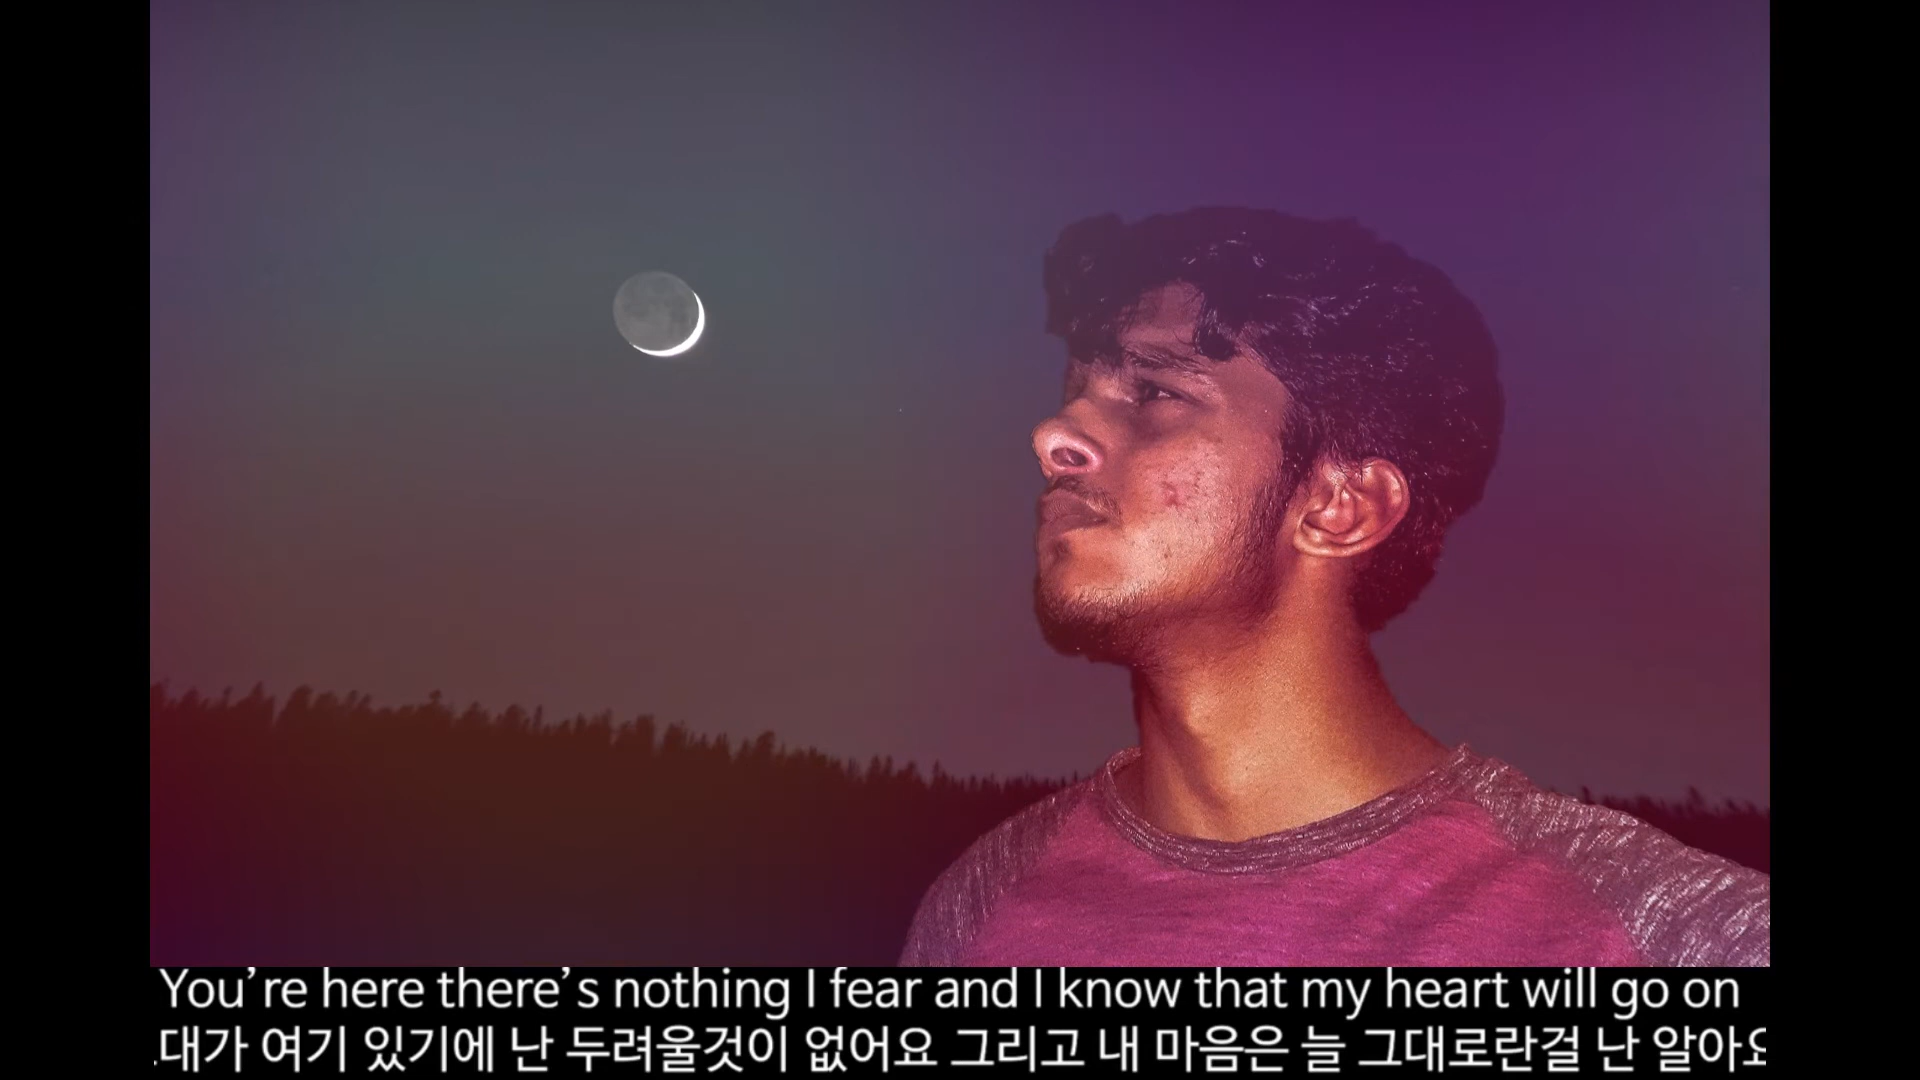 You’re here there’s nothing I fear and I know that my heart will go on
대가 여기 있기에 난 두려울것이 없어요 그리고 내 마음은 늘 그대로란걸 난 알아요